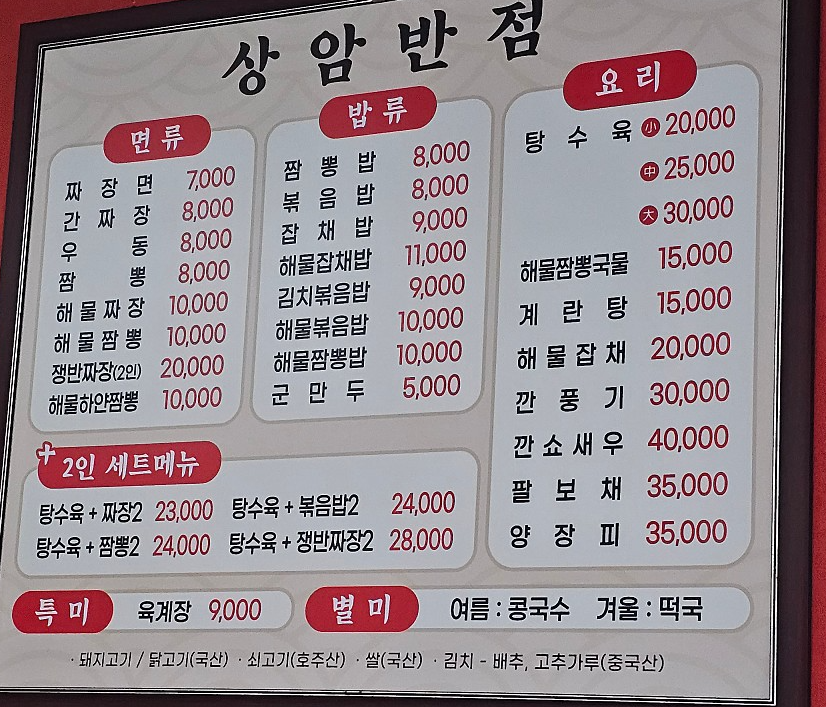 상암반점
면류
짜장면 7,000
간짜장 8,000
우동 8,000
짬뽕 8,000
해물짜장 10,000
해물짬뽕 10,000
쟁반짜장(2인) 20,000
해물하얀짬뽕 10,000
밥류
짬뽕밥 8,000
볶음밥 8,000
잡채밥 9,000
해물잡채밥 11,000
김치볶음밥 9,000
해물볶음밥 10,000
해물짬뽕밥 10,000
군만두 5,000
요리
탕수육 小 20,000
中 25,000
大 30,000
해물짬뽕국물 15,000
계란탕 15,000
해물잡채 20,000
깐풍기 30,000
깐쇼새우 40,000
팔보채 35,000
양장피 35,000
+ 2인 세트메뉴
탕수육 + 짜장2 23,000 탕수육 + 볶음밥2 24,000
탕수육 + 짬뽕2 24,000 탕수육 + 쟁반짜장2 28,000
특미 육계장 9,000
별미 여름 : 콩국수 겨울 : 떡국
· 돼지고기 / 닭고기(국산) · 쇠고기(호주산) · 쌀(국산) · 김치 - 배추, 고추가루(중국산)